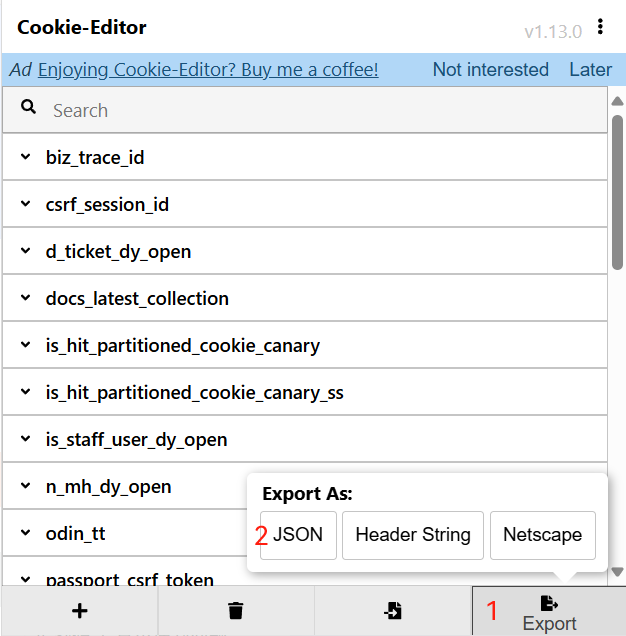 Cookie-Editor
v1.13.0
Ad Enjoying Cookie-Editor? Buy me a coffee! Not interested Later
Search
biz_trace_id
csrf_session_id
d_ticket_dy_open
docs_latest_collection
is_hit_partitioned_cookie_canary
is_hit_partitioned_cookie_canary_ss
is_staff_user_dy_open
n_mh_dy_open
odin_tt
passport_csrf_token
Export As:
2 JSON Header String Netscape
1 Export